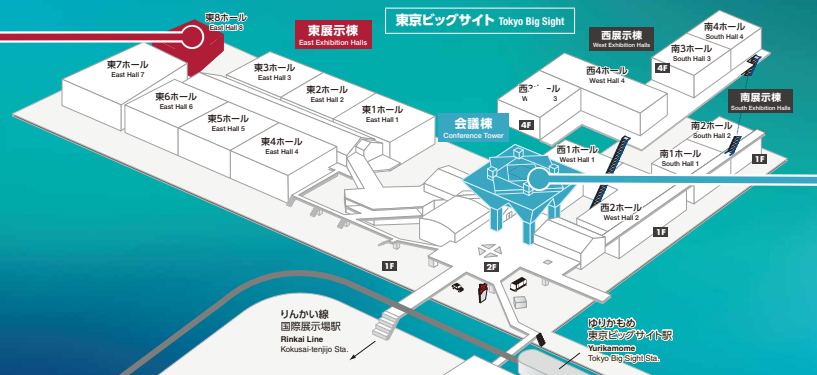 東京ビッグサイト Tokyo Big Sight
東8ホール
East Hall 8
東展示棟
East Exhibition Halls
西展示棟
West Exhibition Halls
南4ホール
South Hall 4
南3ホール
South Hall 3
4F
東7ホール
East Hall 7
東3ホール
East Hall 3
東2ホール
East Hall 2
東1ホール
East Hall 1
東6ホール
East Hall 6
東5ホール
East Hall 5
東4ホール
East Hall 4
西4ホール
West Hall 4
4F
南展示棟
South Exhibition Halls
会議棟
Conference Tower
南2ホール
South Hall 2
南1ホール
South Hall 1
1F
西1ホール
West Hall 1
西2ホール
West Hall 2
1F
1F
2F
りんかい線
国際展示場駅
Rinkai Line
Kokusai-tenjijo Sta.
ゆりかもめ
東京ビッグサイト駅
Yurikamome
Tokyo Big Sight Sta.